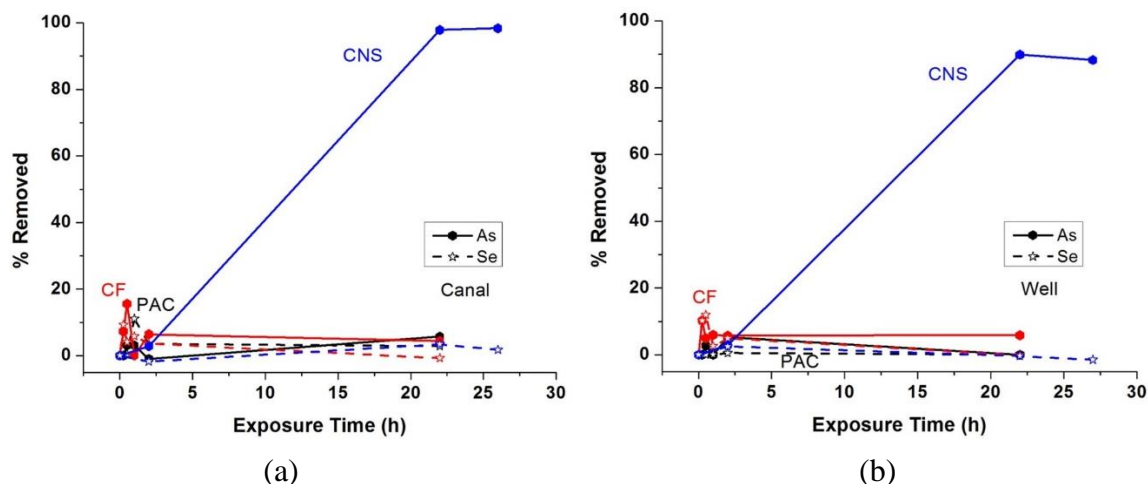 100
80
60
40
20
0
% Removed
CNS
CF
PAC
As
Se
Canal
0 5 10 15 20 25 30
Exposure Time (h)
(a)
100
80
60
40
20
0
% Removed
CNS
CF
PAC
As
Se
Well
0 5 10 15 20 25 30
Exposure Time (h)
(b)